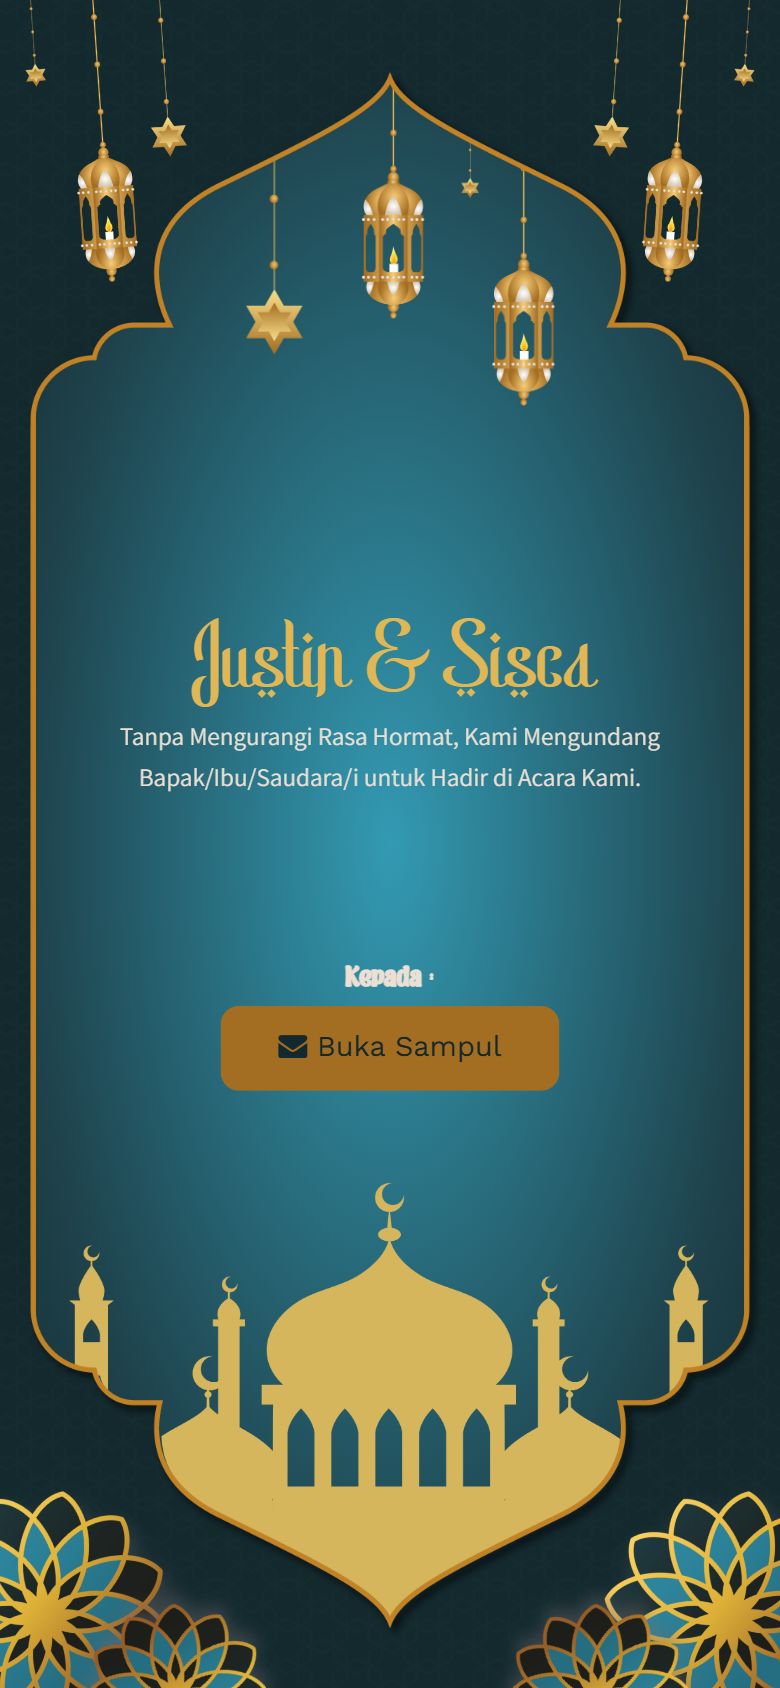 Justin & Sisca
Tanpa Mengurangi Rasa Hormat, Kami Mengundang
Bapak/Ibu/Saudara/i untuk Hadir di Acara Kami.
Kepada :
Buka Sampul